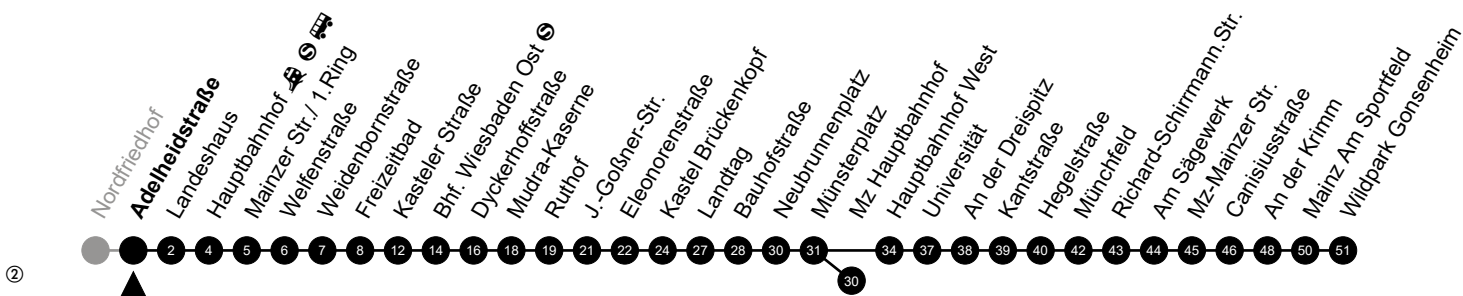 Nordfriedhof
Adelheidstraße
Landeshaus
Hauptbahnhof
Mainzer Str./ 1.Ring
Welfenstraße
Weidenbornstraße
Freizeitbad
Kasteler Straße
Bhf. Wiesbaden Ost
Dyckerhoffstraße
Mudra-Kaserne
Ruthof
J.-Goßner-Str.
Eleonorenstraße
Kastel Brückenkopf
Landtag
Bauhofstraße
Neubrunnenplatz
Münsterplatz
Mz Hauptbahnhof
Hauptbahnhof West
Universität
An der Dreispitz
Kantstraße
Hegelstraße
Münchfeld
Richard-Schirrmann.Str.
Am Sägewerk
Mz-Mainzer Str.
Canisiusstraße
An der Krimm
Mainz Am Sportfeld
Wildpark Gonsenheim
2 4 5 6 7 8 12 14 16 18 19 21 22 24 27 28 30 31 34 37 38 39 40 42 43 44 45 46 48 50 51
30
②